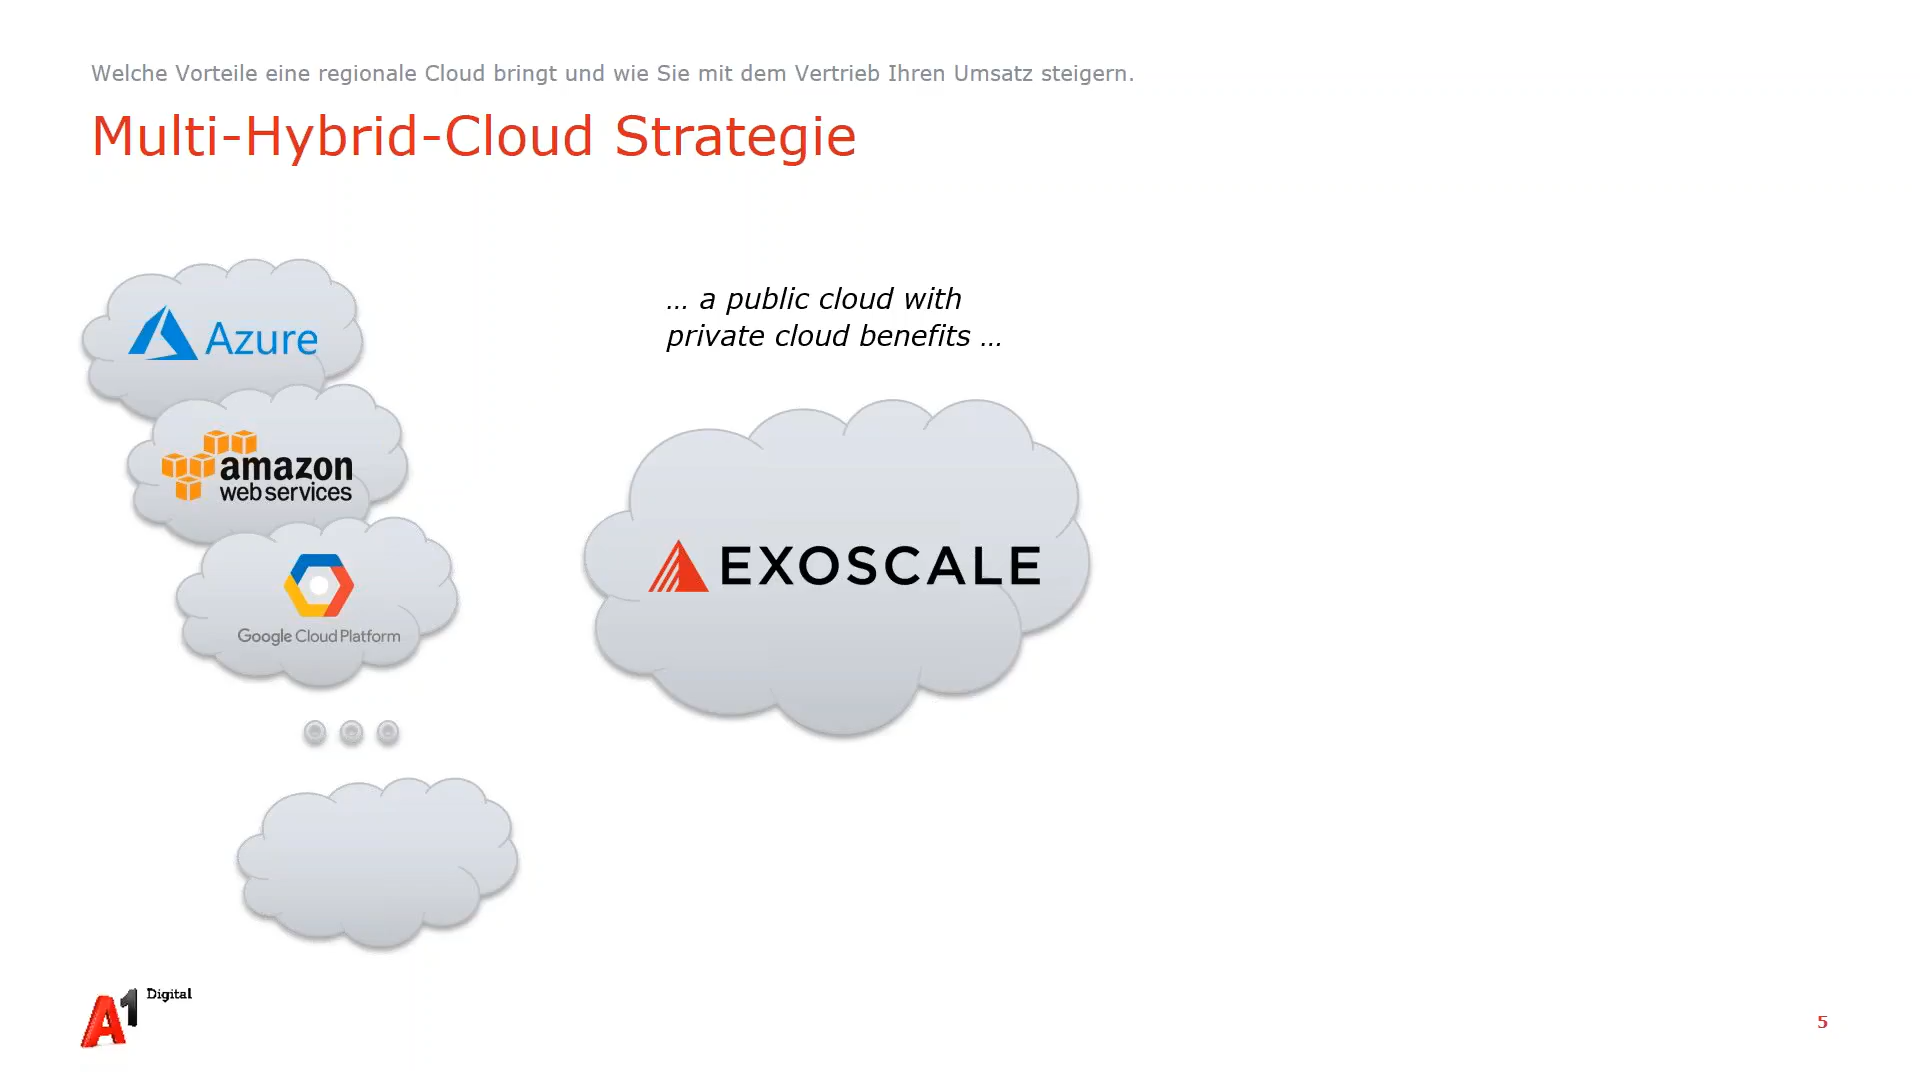 Welche Vorteile eine regionale Cloud bringt und wie Sie mit dem Vertrieb Ihren Umsatz steigern.
Multi-Hybrid-Cloud Strategie
Azure
amazon
web services
Google Cloud Platform
... a public cloud with
private cloud benefits ...
EXOSCALE
A1 Digital
5